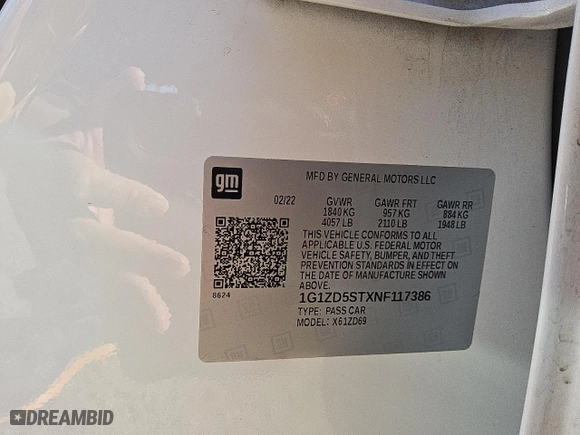 gm
MFD BY GENERAL MOTORS LLC
02/22 GVWR GAWR FRT GAWR RR
1840 KG 957 KG 884 KG
4057 LB 2110 LB 1948 LB
THIS VEHICLE CONFORMS TO ALL
APPLICABLE U.S. FEDERAL MOTOR
VEHICLE SAFETY, BUMPER, AND THEFT
PREVENTION STANDARDS IN EFFECT ON
THE DATE OF MANUFACTURE SHOWN
ABOVE.
8624
1G1ZD5STXNF117386
TYPE: PASS CAR
MODEL: X61ZD69
DREAMBID